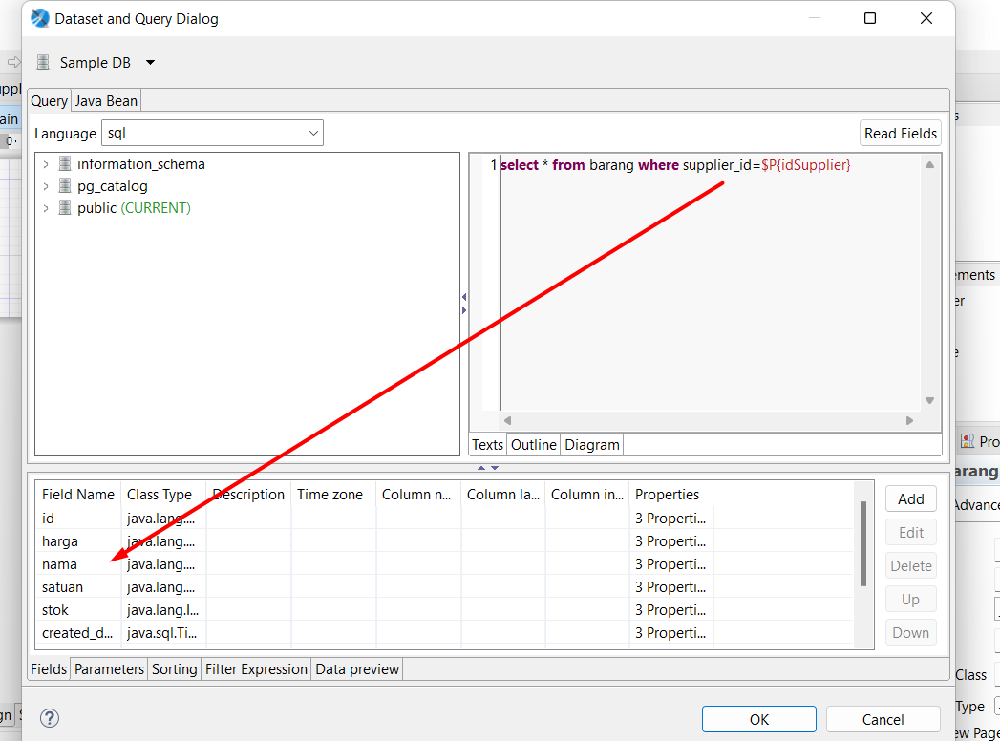 Dataset and Query Dialog
Sample DB
Query Java Bean
Language sql Read Fields
information_schema
pg_catalog
public (CURRENT)
1 select * from barang where supplier_id=$P{idSupplier}
Texts Outline Diagram
Field Name Class Type Description Time zone Column n... Column la... Column in... Properties
id java.lang.... 3 Properti...
harga java.lang.... 3 Properti...
nama java.lang.... 3 Properti...
satuan java.lang.... 3 Properti...
stok java.lang.I... 3 Properti...
created_d... java.sql.Ti... 3 Properti...
Add
Edit
Delete
Up
Down
Fields Parameters Sorting Filter Expression Data preview
? OK Cancel
uppl
ain
0
ements
er
e
Pro
arang
Advance
Class
Type
ew Page
gn